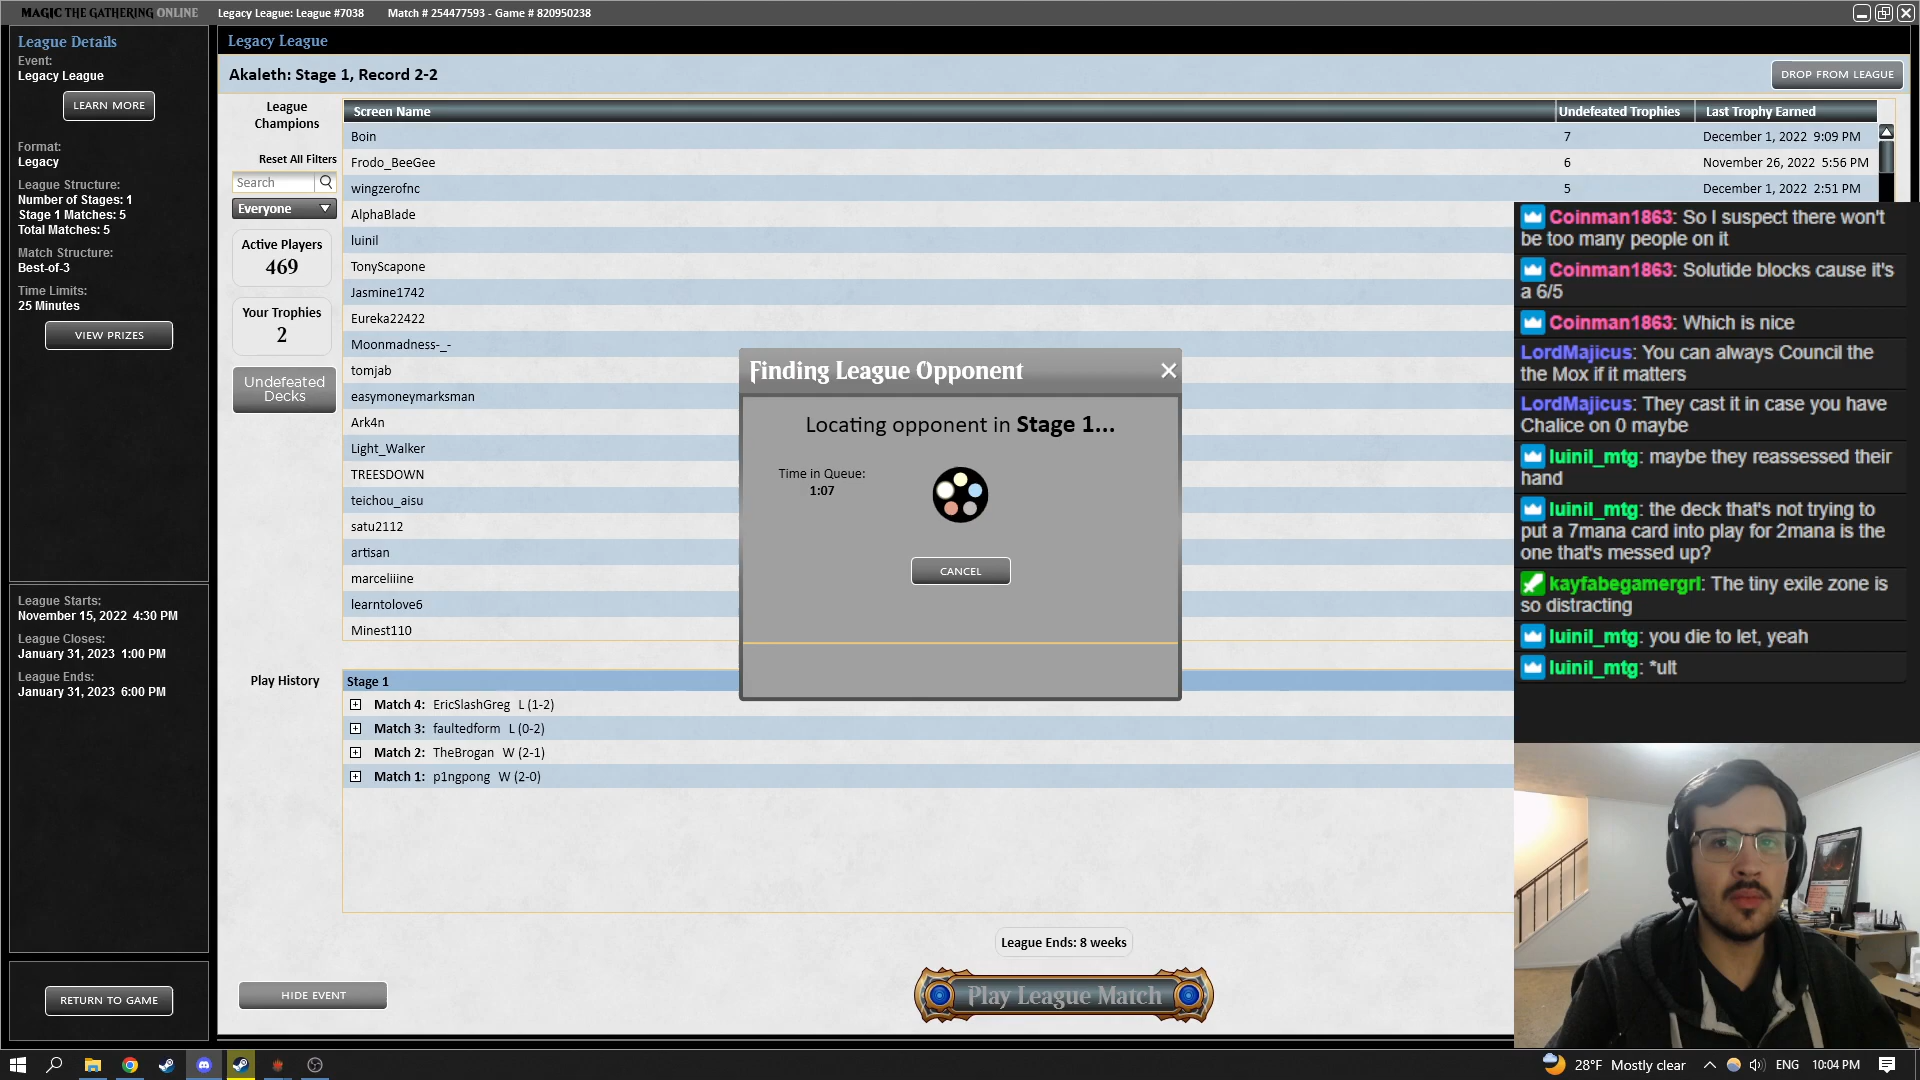 MAGIC THE GATHERING ONLINE
Legacy League: League #7038
Match # 254477593 - Game # 820950238
League Details
Event:
Legacy League
LEARN MORE
Format:
Legacy
League Structure:
Number of Stages: 1
Stage 1 Matches: 5
Total Matches: 5
Match Structure:
Best-of-3
Time Limits:
25 Minutes
VIEW PRIZES
League Starts:
November 15, 2022 4:30 PM
League Closes:
January 31, 2023 1:00 PM
League Ends:
January 31, 2023 6:00 PM
RETURN TO GAME
Legacy League
Akaleth: Stage 1, Record 2-2
DROP FROM LEAGUE
League
Champions
Reset All Filters
Search
Everyone
Active Players
469
Your Trophies
2
Undefeated
Decks
Screen Name
Undefeated Trophies
Last Trophy Earned
Boin
7
December 1, 2022 9:09 PM
Frodo_BeeGee
6
November 26, 2022 5:56 PM
wingzerofnc
5
December 1, 2022 2:51 PM
AlphaBlade
luinil
TonyScapone
Jasmine1742
Eureka22422
Moonmadness-_-
tomjab
easymoneymarksman
Ark4n
Light_Walker
TREESDOWN
teichou_aisu
satu2112
artisan
marceliiine
learntolove6
Minest110
Finding League Opponent
Locating opponent in Stage 1...
Time in Queue:
1:07
CANCEL
Play History
Stage 1
Match 4: EricSlashGreg L (1-2)
Match 3: faultedform L (0-2)
Match 2: TheBrogan W (2-1)
Match 1: p1ngpong W (2-0)
League Ends: 8 weeks
HIDE EVENT
Play League Match
Coinman1863: So I suspect there won't
be too many people on it
Coinman1863: Solutide blocks cause it's
a 6/5
Coinman1863: Which is nice
LordMajicus: You can always Council the
the Mox if it matters
LordMajicus: They cast it in case you have
Chalice on 0 maybe
luinil_mtg: maybe they reassessed their
hand
luinil_mtg: the deck that's not trying to
put a 7mana card into play for 2mana is the
one that's messed up?
kayfabegamergrl: The tiny exile zone is
so distracting
luinil_mtg: you die to let, yeah
luinil_mtg: *ult
28°F Mostly clear
ENG
10:04 PM